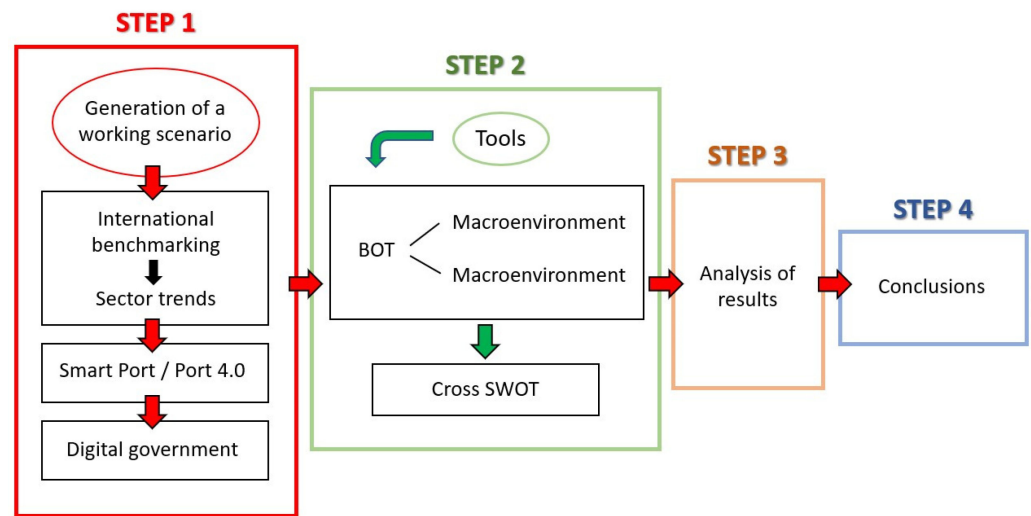 STEP 1
Generation of a
working scenario
International
benchmarking
Sector trends
Smart Port / Port 4.0
Digital government
STEP 2
Tools
BOT
Macroenvironment
Macroenvironment
Cross SWOT
STEP 3
Analysis of
results
STEP 4
Conclusions